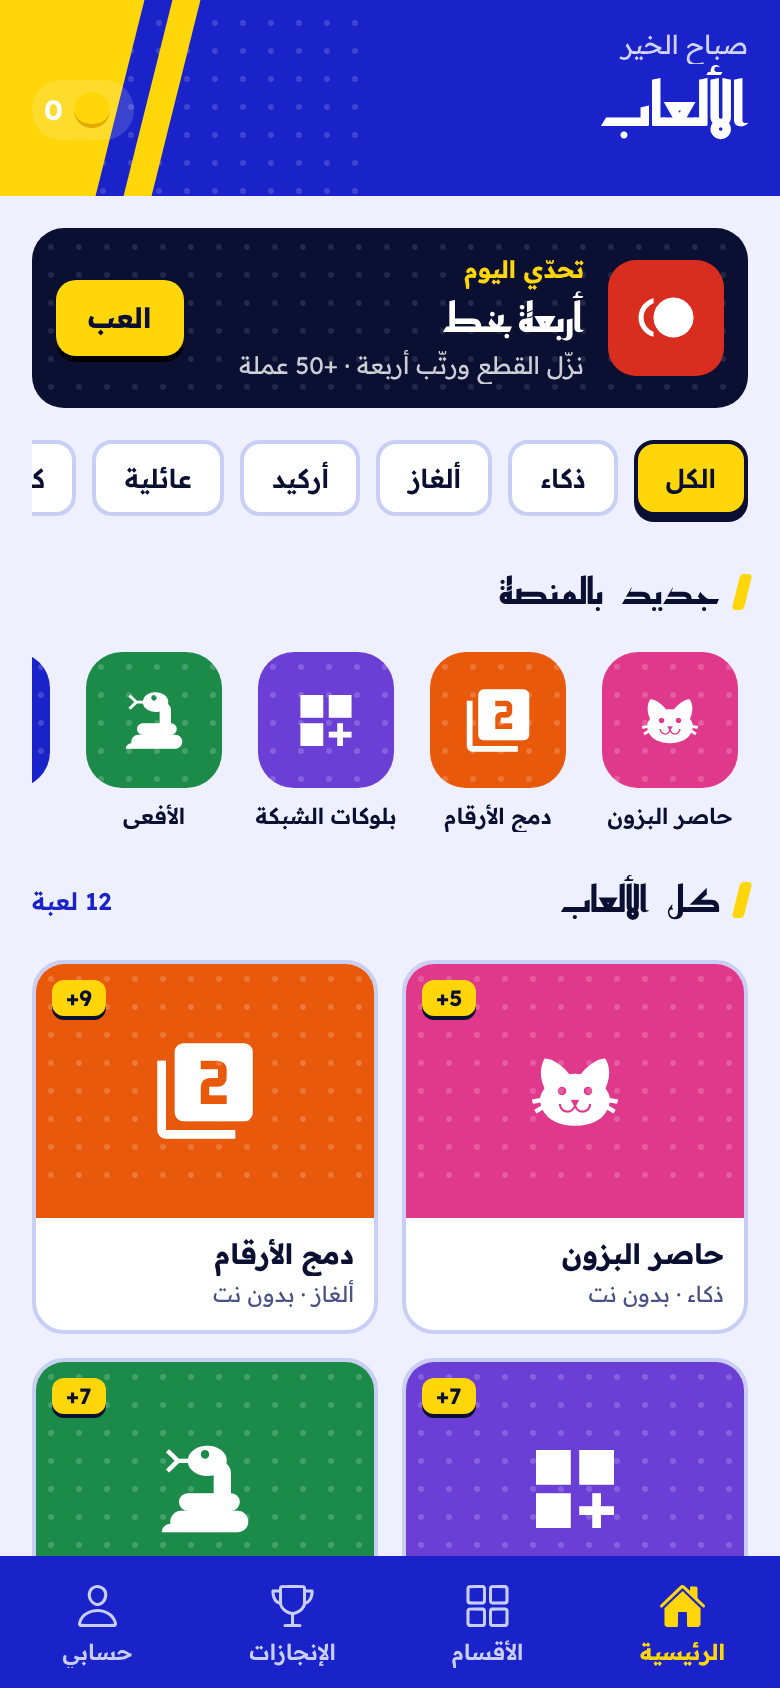 صباح الخير
الألعاب
0
تحدّي اليوم
أربعة بخط
نزّل القطع ورتّب أربعة · +50 عملة
العب
الكل
ذكاء
ألغاز
أركيد
عائلية
جديد بالمنصة
2
حاصر البزون
دمج الأرقام
بلوكات الشبكة
الأفعى
كل الألعاب
12 لعبة
+5
+9
2
حاصر البزون
ذكاء · بدون نت
دمج الأرقام
ألغاز · بدون نت
+7
+7
الرئيسية
الأقسام
الإنجازات
حسابي